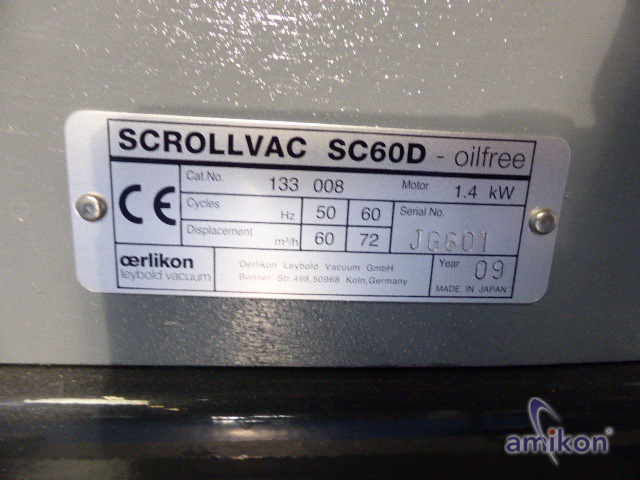 SCROLLVAC SC60D - oilfree
CE
Cat.No. 133 008 Motor 1.4 kW
Cycles Hz 50 60 Serial No.
Displacement m³/h 60 72 JG601
œrlikon
leybold vacuum
Oerlikon Leybold Vacuum GmbH
Bonner Str.498,50968 Koln,Germany
Year 09
MADE IN JAPAN
amikon